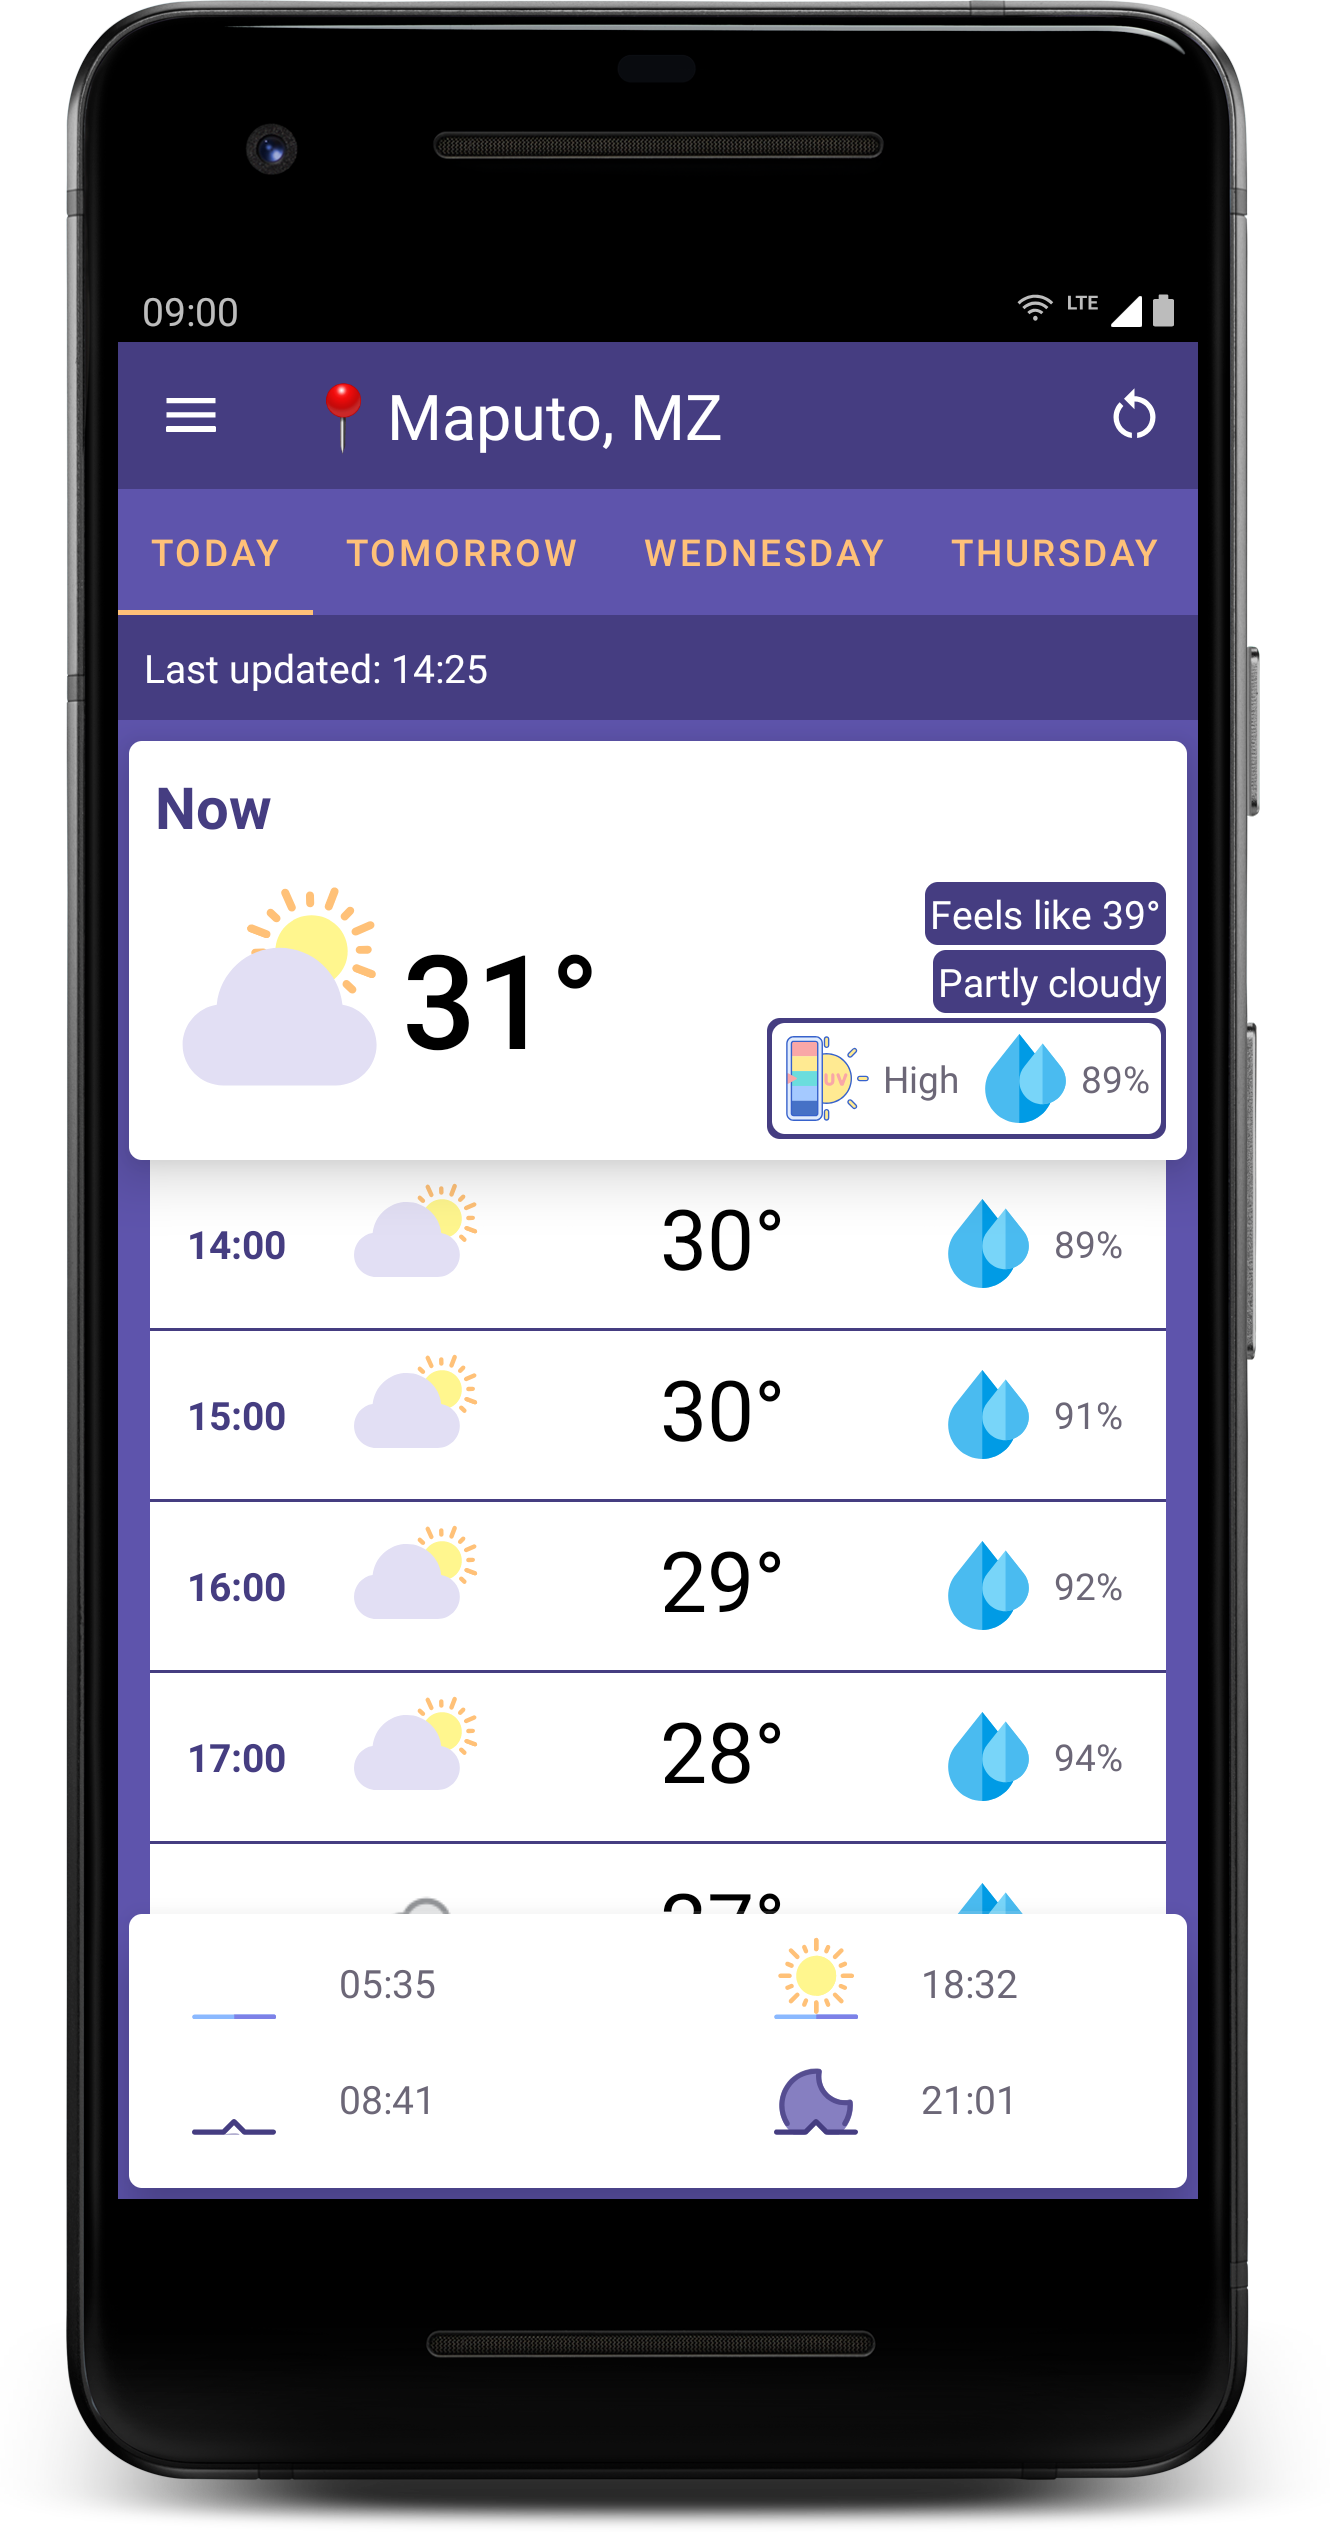 09:00 LTE
Maputo, MZ
TODAY TOMORROW WEDNESDAY THURSDAY
Last updated: 14:25
Now
31°
Feels like 39°
Partly cloudy
UV High 89%
14:00 30° 89%
15:00 30° 91%
16:00 29° 92%
17:00 28° 94%
27°
05:35 18:32
08:41 21:01